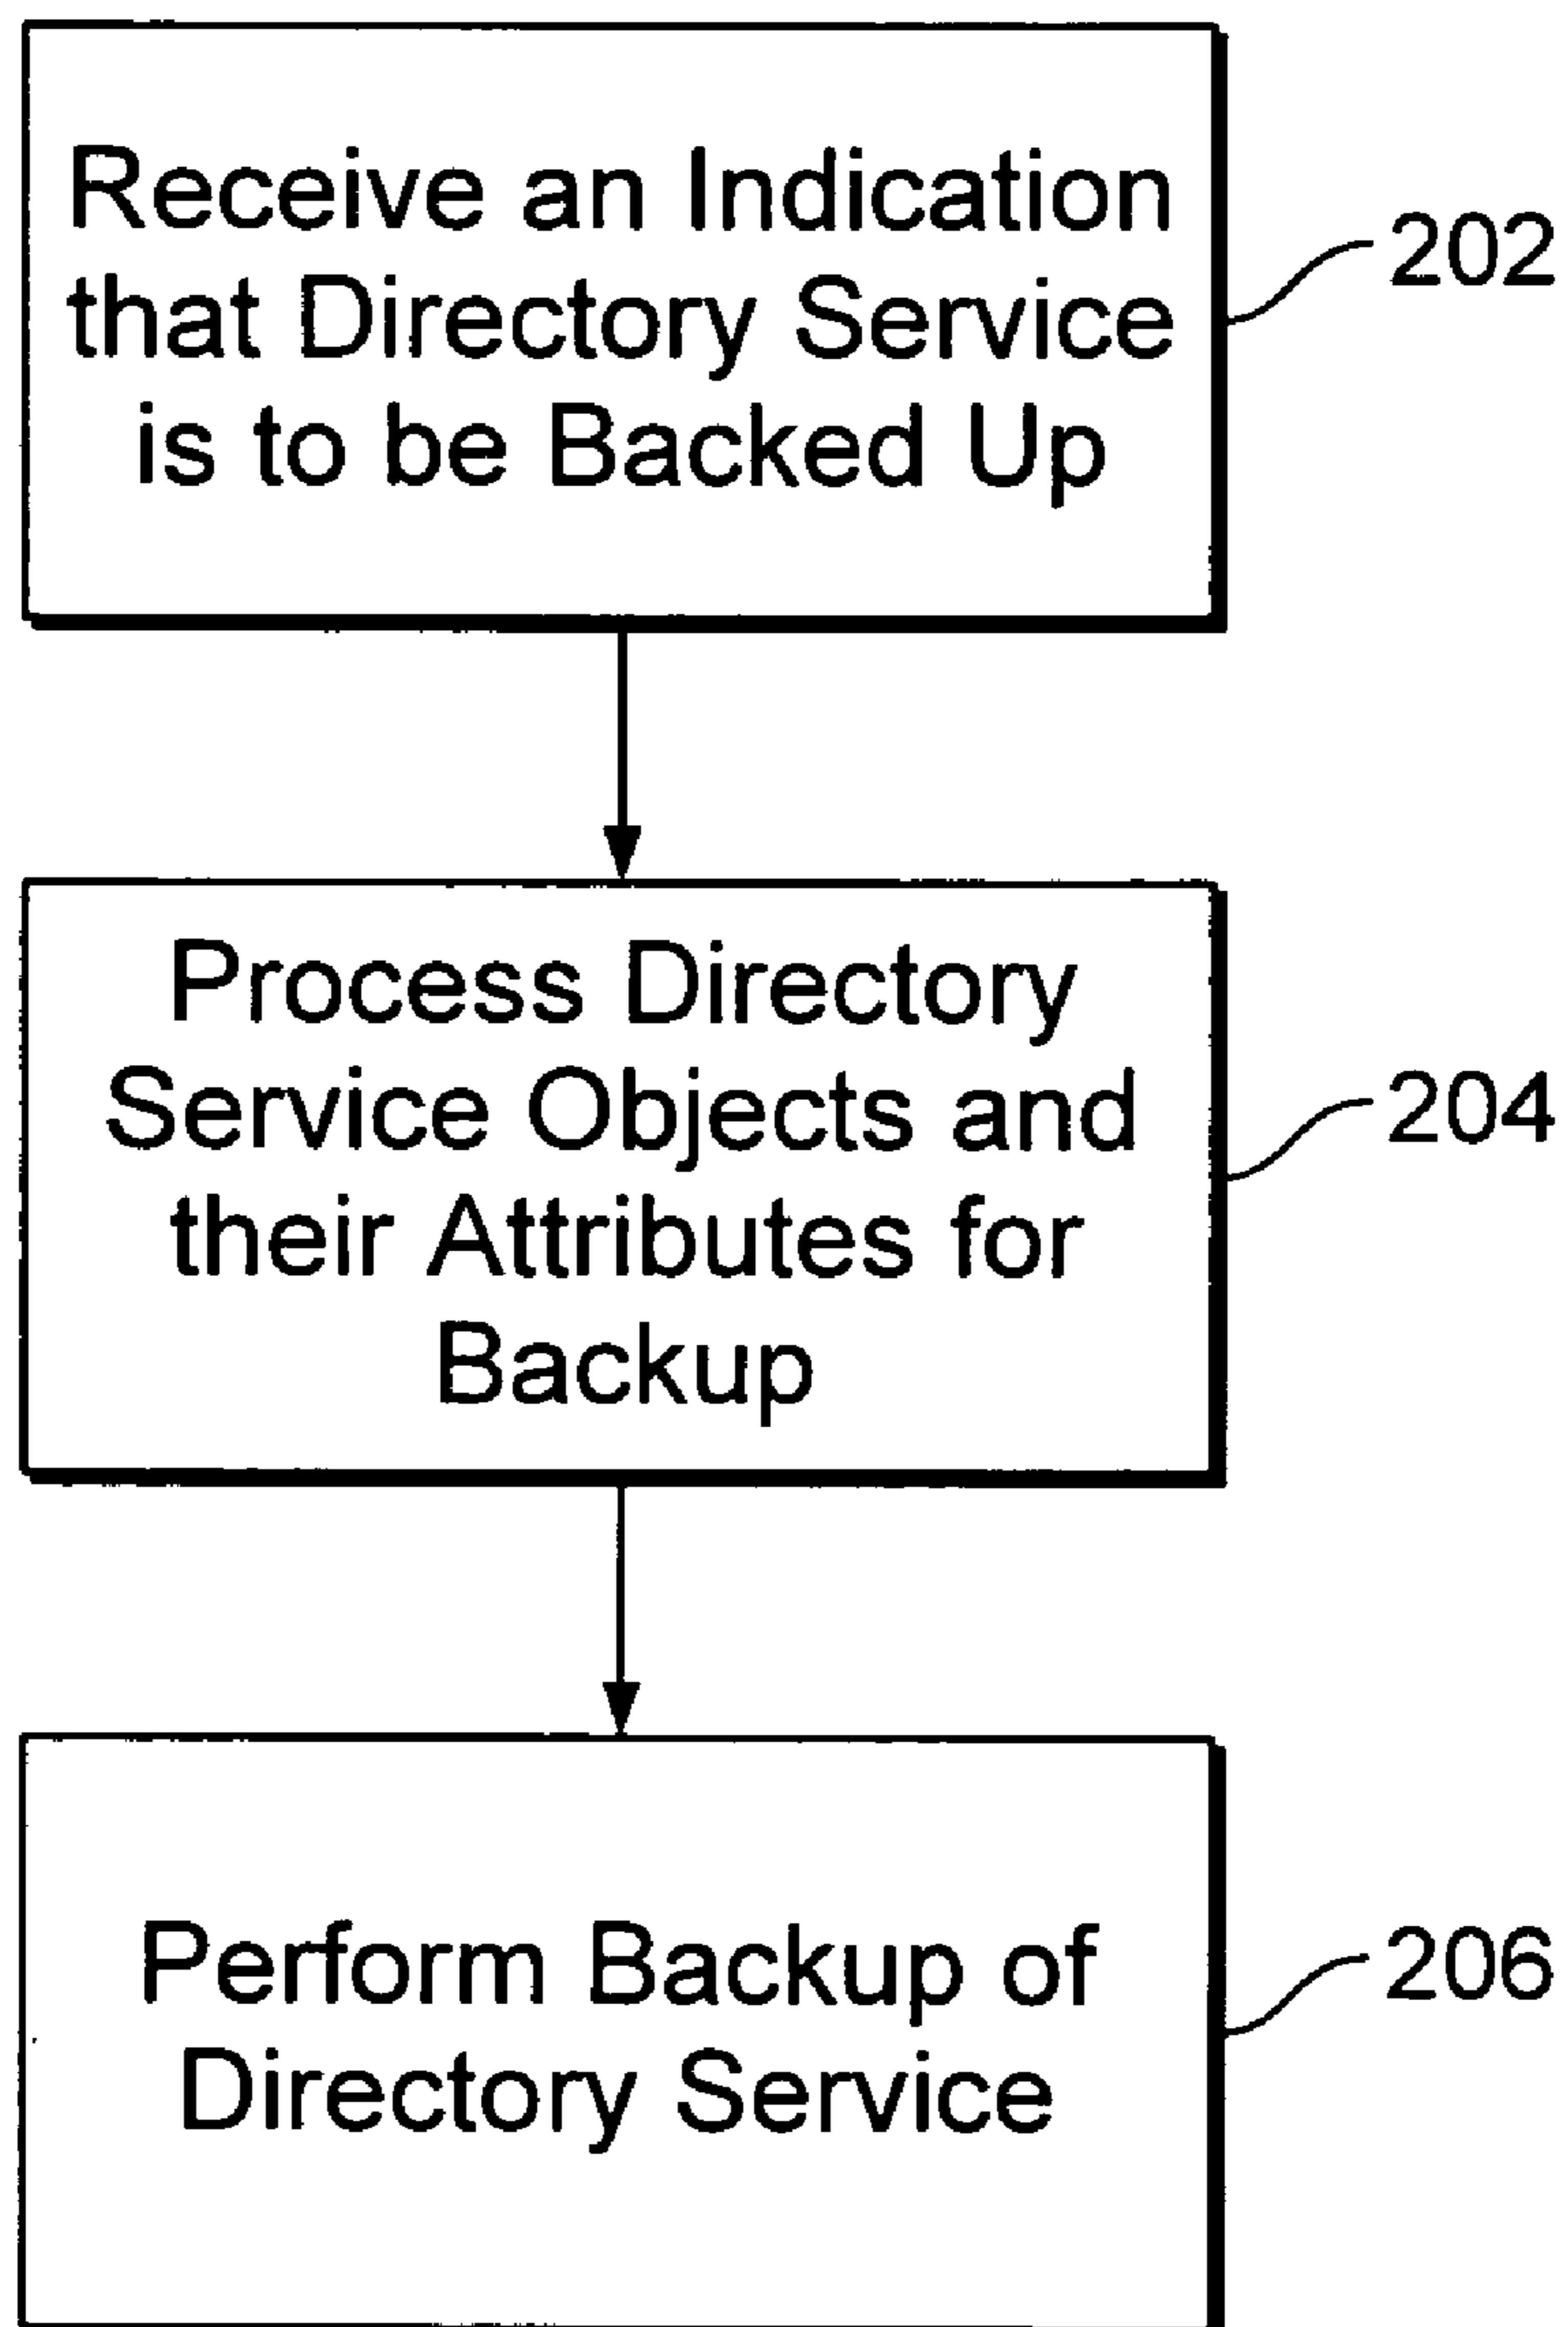 Receive an Indication
that Directory Service
is to be Backed Up
202
Process Directory
Service Objects and
their Attributes for
Backup
204
Perform Backup of
Directory Service
206